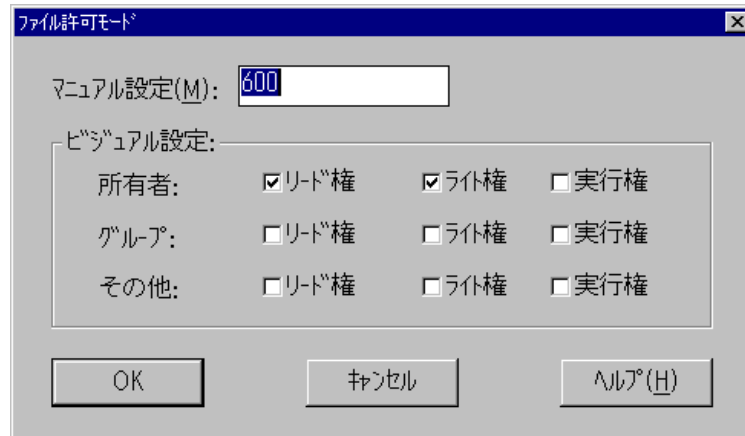 ﾌｧｲﾙ許可ﾓｰﾄﾞ
ﾏﾆｭｱﾙ設定(M): 600
ﾋﾞｼﾞｭｱﾙ設定:
所有者: ﾘｰﾄﾞ権 ﾗｲﾄ権 実行権
ｸﾞﾙｰﾌﾟ: ﾘｰﾄﾞ権 ﾗｲﾄ権 実行権
その他: ﾘｰﾄﾞ権 ﾗｲﾄ権 実行権
OK ｷｬﾝｾﾙ ﾍﾙﾌﾟ(H)